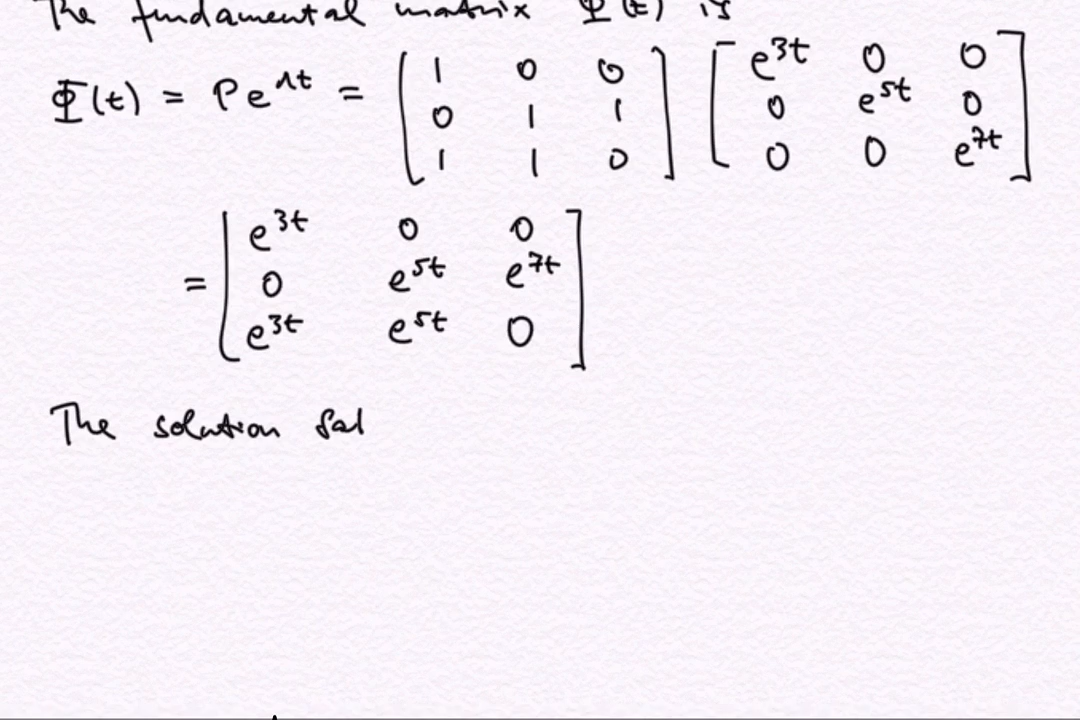 The fundamental matrix Φ(t) is
Φ(t) = Pe^Λt = [1 0 0; 0 1 1; 1 1 0] [e^3t 0 0; 0 e^5t 0; 0 0 e^7t]
= [e^3t 0 0; 0 e^5t e^7t; e^3t e^5t 0]
The solution sat